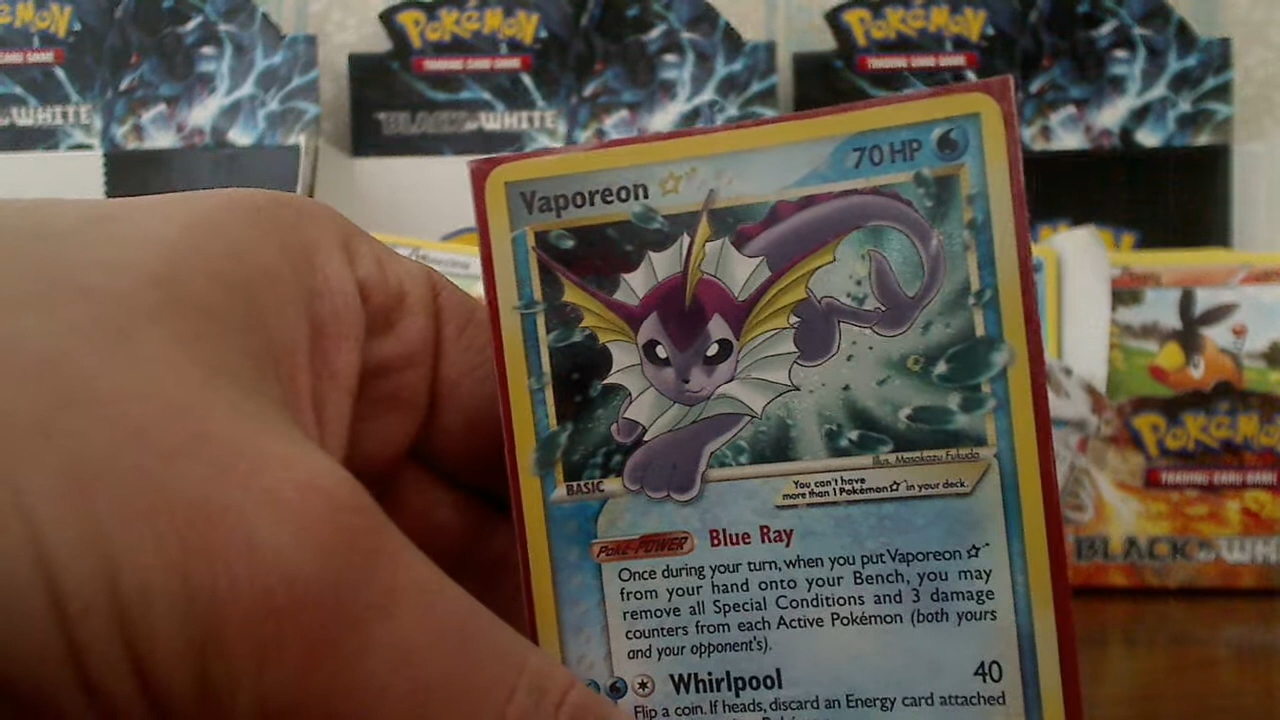 POKéMON
POKéMON
POKéMON
TRADING CARD GAME
TRADING CARD GAME
& WHITE
BLACK & WHITE
Vaporeon ☆
70 HP
Illus. Masakazu Fukuda
BASIC
You can't have
more than 1 Pokémon ☆ in your deck.
POKé-POWER Blue Ray
Once during your turn, when you put Vaporeon ☆
from your hand onto your Bench, you may
remove all Special Conditions and 3 damage
counters from each Active Pokémon (both yours
and your opponent's).
Whirlpool 40
Flip a coin. If heads, discard an Energy card attached
POKéMON
TRADING CARD GAME
BLACK & WHI